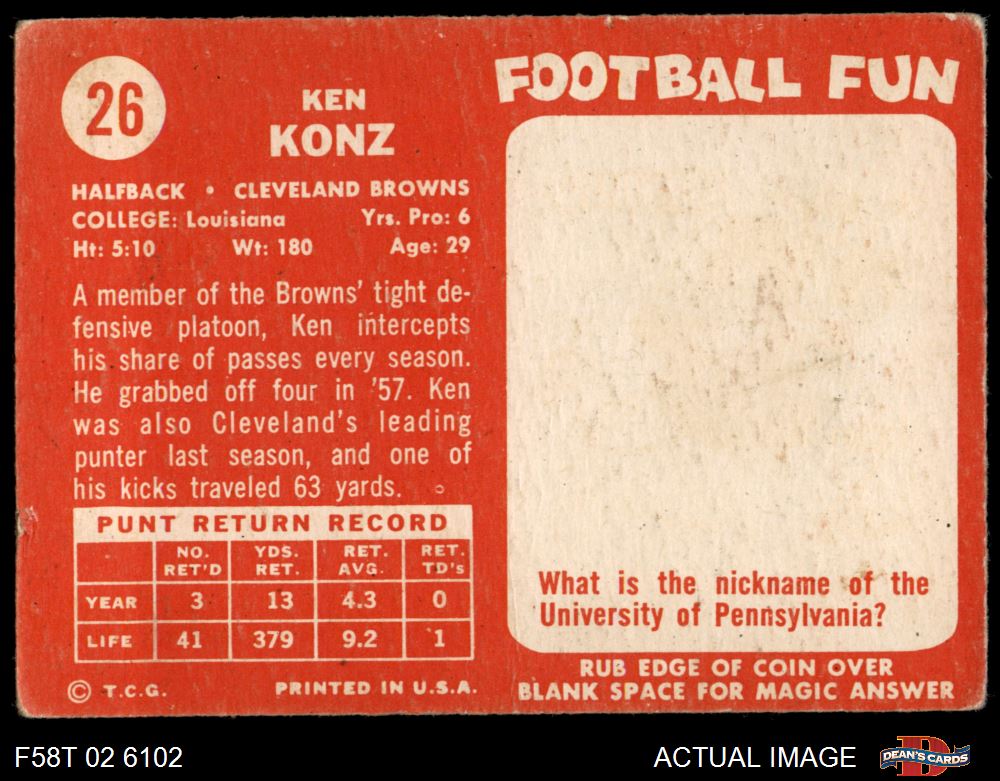 26
KEN
KONZ
HALFBACK • CLEVELAND BROWNS
COLLEGE: Louisiana Yrs. Pro: 6
Ht: 5:10 Wt: 180 Age: 29
A member of the Browns' tight de-
fensive platoon, Ken intercepts
his share of passes every season.
He grabbed off four in '57. Ken
was also Cleveland's leading
punter last season, and one of
his kicks traveled 63 yards.
PUNT RETURN RECORD
NO. YDS. RET. RET.
RET'D RET. AVG. TD's
YEAR 3 13 4.3 0
LIFE 41 379 9.2 1
© T.C.G. PRINTED IN U.S.A.
FOOTBALL FUN
What is the nickname of the
University of Pennsylvania?
RUB EDGE OF COIN OVER
BLANK SPACE FOR MAGIC ANSWER
F58T 02 6102 ACTUAL IMAGE D DEAN'S CARDS